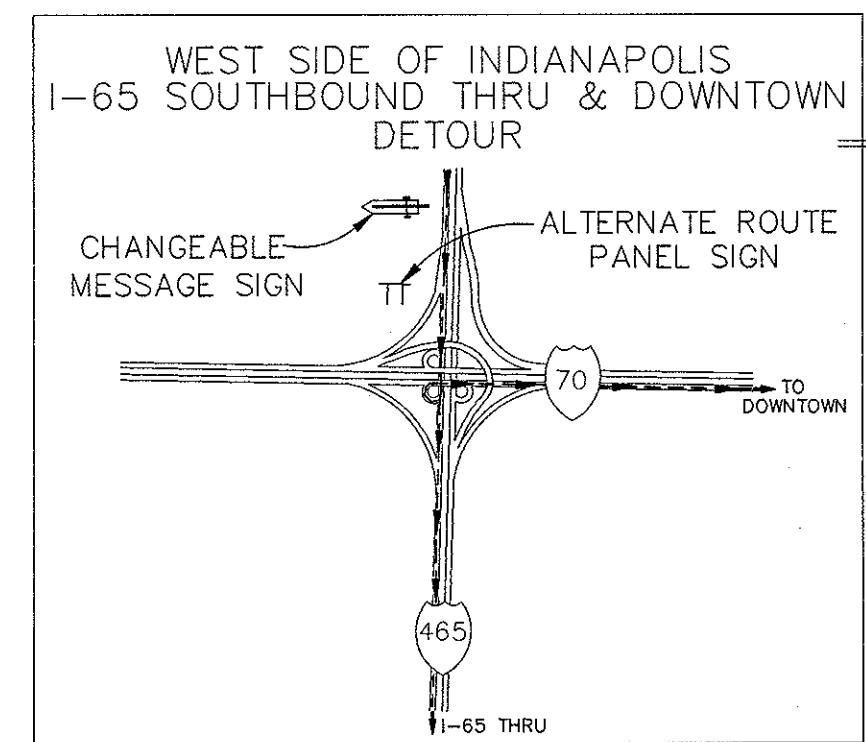 WEST SIDE OF INDIANAPOLIS
I-65 SOUTHBOUND THRU & DOWNTOWN
DETOUR
CHANGEABLE
MESSAGE SIGN
ALTERNATE ROUTE
PANEL SIGN
70
TO
DOWNTOWN
465
I-65 THRU